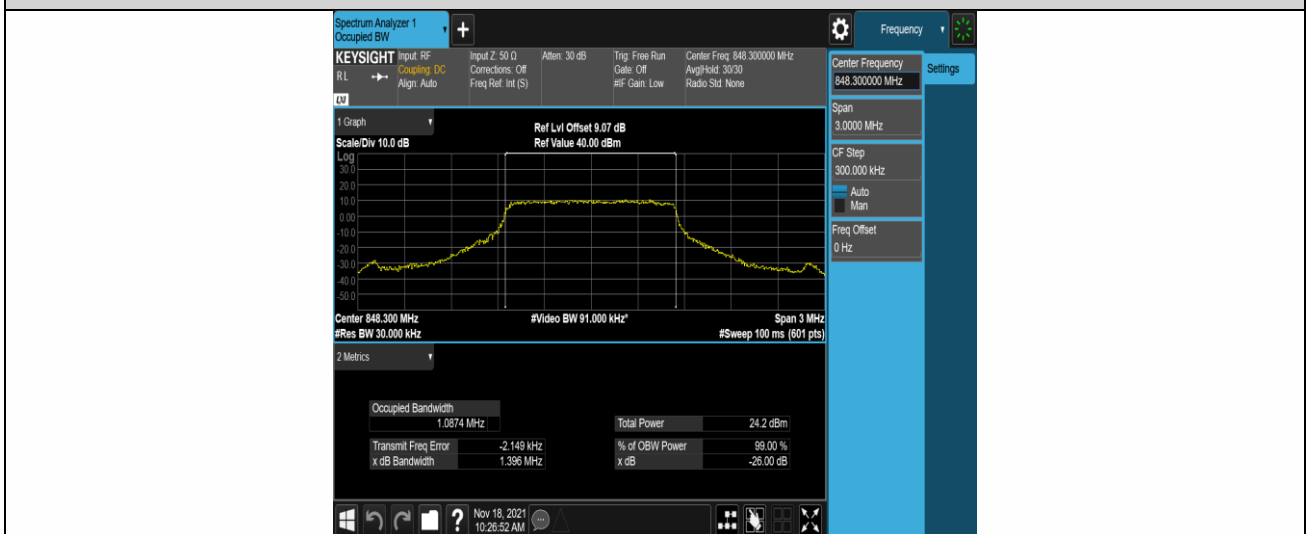 Spectrum Analyzer 1
Occupied BW
+
Frequency
KEYSIGHT
RL
LXI
Input: RF
Coupling: DC
Align: Auto
Input Z: 50 Ω
Corrections: Off
Freq Ref: Int (S)
Atten: 30 dB
Trig: Free Run
Gate: Off
#IF Gain: Low
Center Freq: 848.300000 MHz
Avg|Hold: 30/30
Radio Std: None
Center Frequency
848.300000 MHz
Settings
Span
3.0000 MHz
CF Step
300.000 kHz
Auto
Man
Freq Offset
0 Hz
1 Graph
Scale/Div 10.0 dB
Ref Lvl Offset 9.07 dB
Ref Value 40.00 dBm
Log
30.0
20.0
10.0
0.00
-10.0
-20.0
-30.0
-40.0
-50.0
Center 848.300 MHz
#Video BW 91.000 kHz*
Span 3 MHz
#Res BW 30.000 kHz
#Sweep 100 ms (601 pts)
2 Metrics
Occupied Bandwidth
1.0874 MHz
Total Power 24.2 dBm
Transmit Freq Error -2.149 kHz
% of OBW Power 99.00 %
x dB Bandwidth 1.396 MHz
x dB -26.00 dB
?
Nov 18, 2021
10:26:52 AM